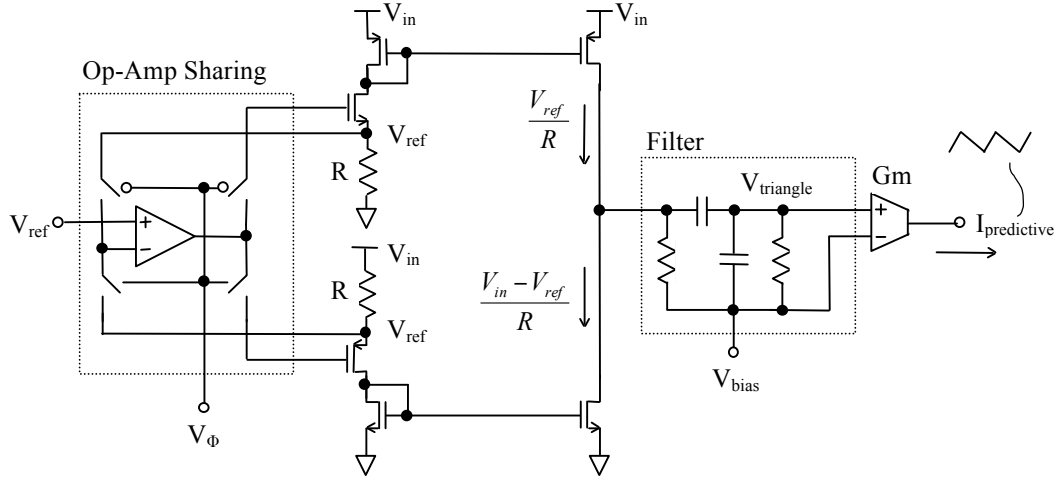 V_in
V_in
Op-Amp Sharing
V_ref
R
V_ref
+
−
V_Φ
V_in
R
V_ref
V_ref
R
V_in − V_ref
R
Filter
V_triangle
V_bias
Gm
+
−
I_predictive